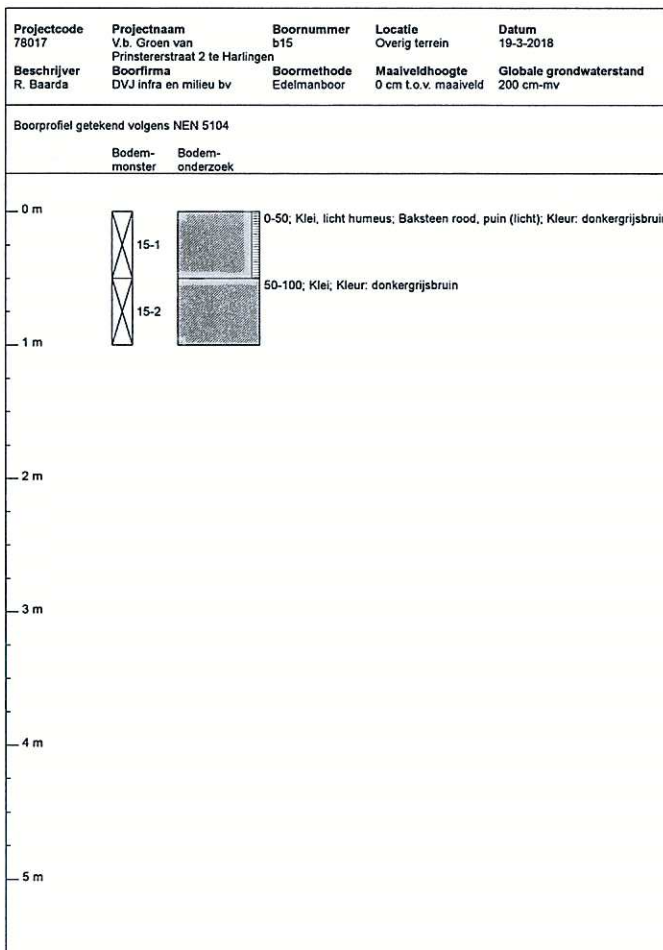 Projectcode Projectnaam Boornummer Locatie Datum
78017 V.b. Groen van b15 Overig terrein 19-3-2018
Prinstererstraat 2 te Harlingen
Beschrijver Boorfirma Boormethode Maaiveldhoogte Globale grondwaterstand
R. Baarda DVJ infra en milieu bv Edelmanboor 0 cm t.o.v. maaiveld 200 cm-mv
Boorprofiel getekend volgens NEN 5104
Bodem- Bodem-
monster onderzoek
0 m 0-50; Klei, licht humeus; Baksteen rood, puin (licht); Kleur: donkergrijsbruin
15-1
50-100; Klei; Kleur: donkergrijsbruin
15-2
1 m
2 m
3 m
4 m
5 m